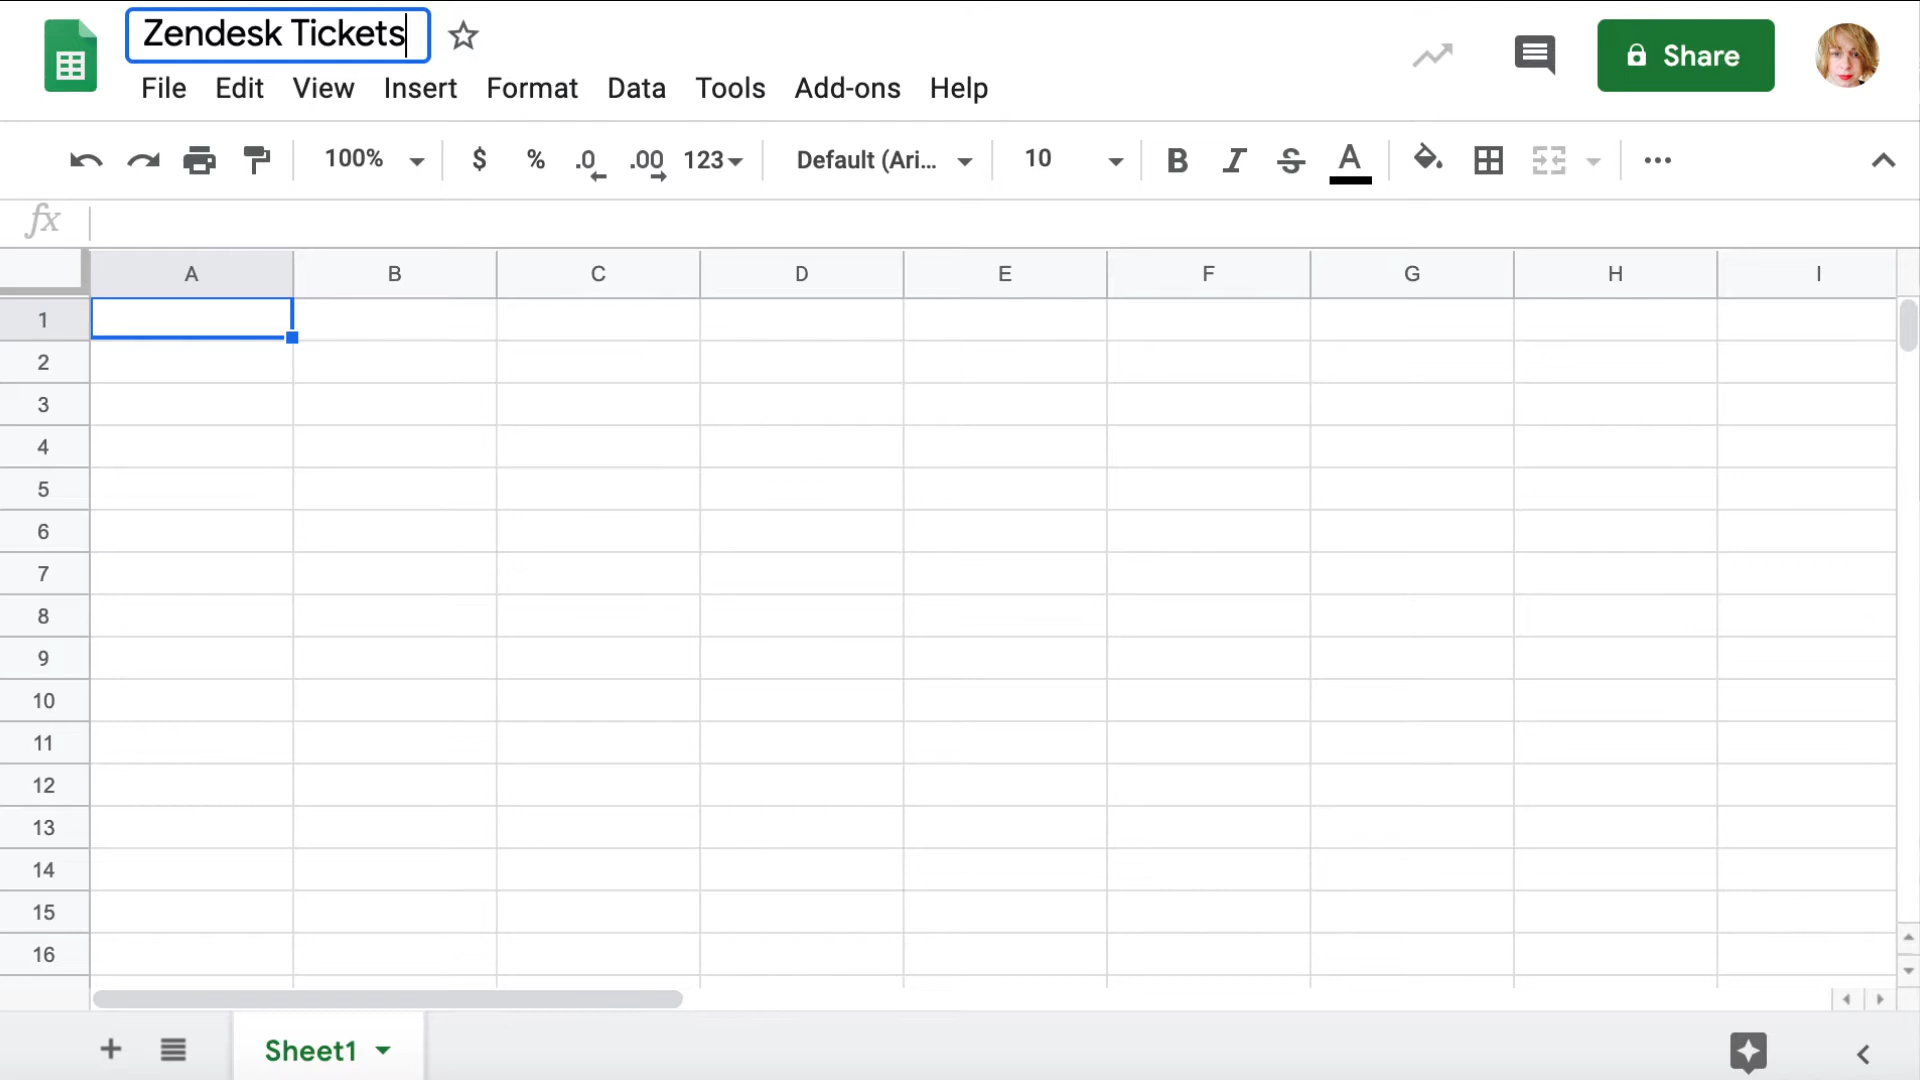 Zendesk Tickets
File Edit View Insert Format Data Tools Add-ons Help
Share
100% $ % .0 .00 123 Default (Ari... 10 B I S A
fx
A B C D E F G H I
1
2
3
4
5
6
7
8
9
10
11
12
13
14
15
16
Sheet1